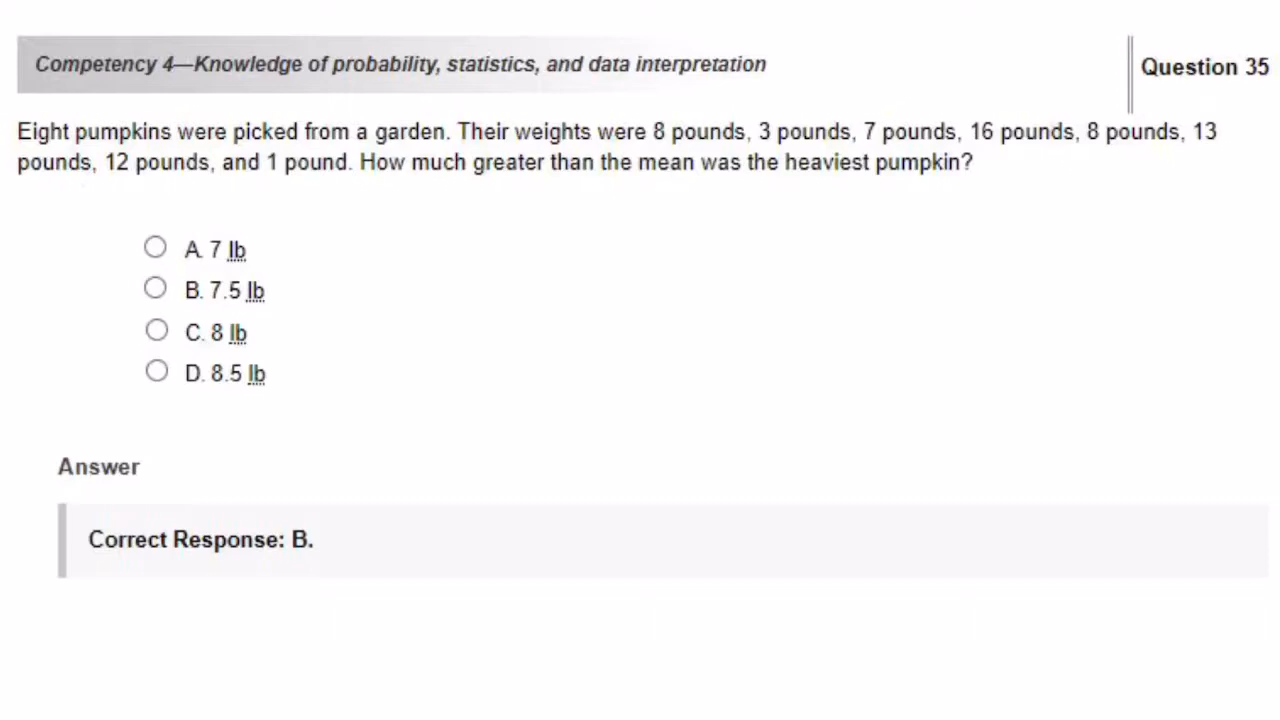 Competency 4—Knowledge of probability, statistics, and data interpretation
Question 35
Eight pumpkins were picked from a garden. Their weights were 8 pounds, 3 pounds, 7 pounds, 16 pounds, 8 pounds, 13
pounds, 12 pounds, and 1 pound. How much greater than the mean was the heaviest pumpkin?
A. 7 lb
B. 7.5 lb
C. 8 lb
D. 8.5 lb
Answer
Correct Response: B.